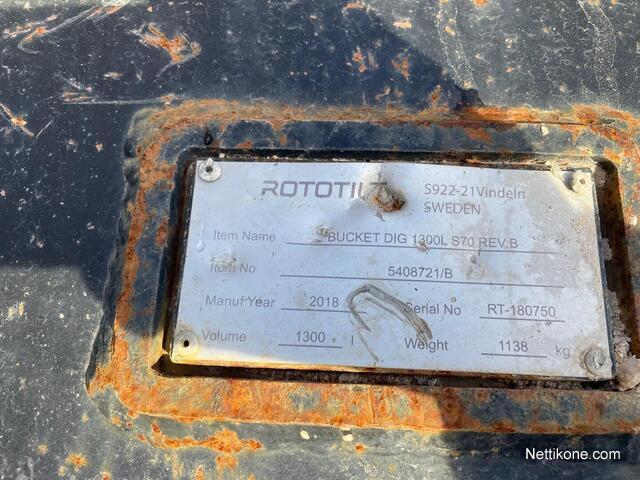 ROTOTILT
S922-21Vindeln
SWEDEN
Item Name BUCKET DIG 1300L S70 REV.B
Item No 5408721/B
Manuf Year 2018 Serial No RT-180750
Volume 1300 l Weight 1138 kg
Nettikone.com